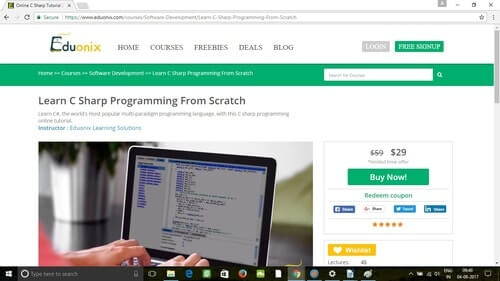 Online C Sharp Tutorial
Secure
https://www.eduonix.com/courses/Software-Development/Learn-C-Sharp-Programming-From-Scratch
Eduonix
HOME
COURSES
FREEBIES
DEALS
BLOG
LOGIN
FREE SIGNUP
Home >> Courses >> Software Development >> Learn C Sharp Programming From Scratch
Search for Courses
Learn C Sharp Programming From Scratch
Learn C#, the world's most popular multi-paradigm programming language, with this C sharp programming
online tutorial.
Instructor : Eduonix Learning Solutions
$59 $29
*limited time offer
Buy Now!
Redeem coupon
Share
Share
Tweet
Share
Wishlist
Lectures: 46
Type here to search
ENG
09:40
IN
04-08-2017